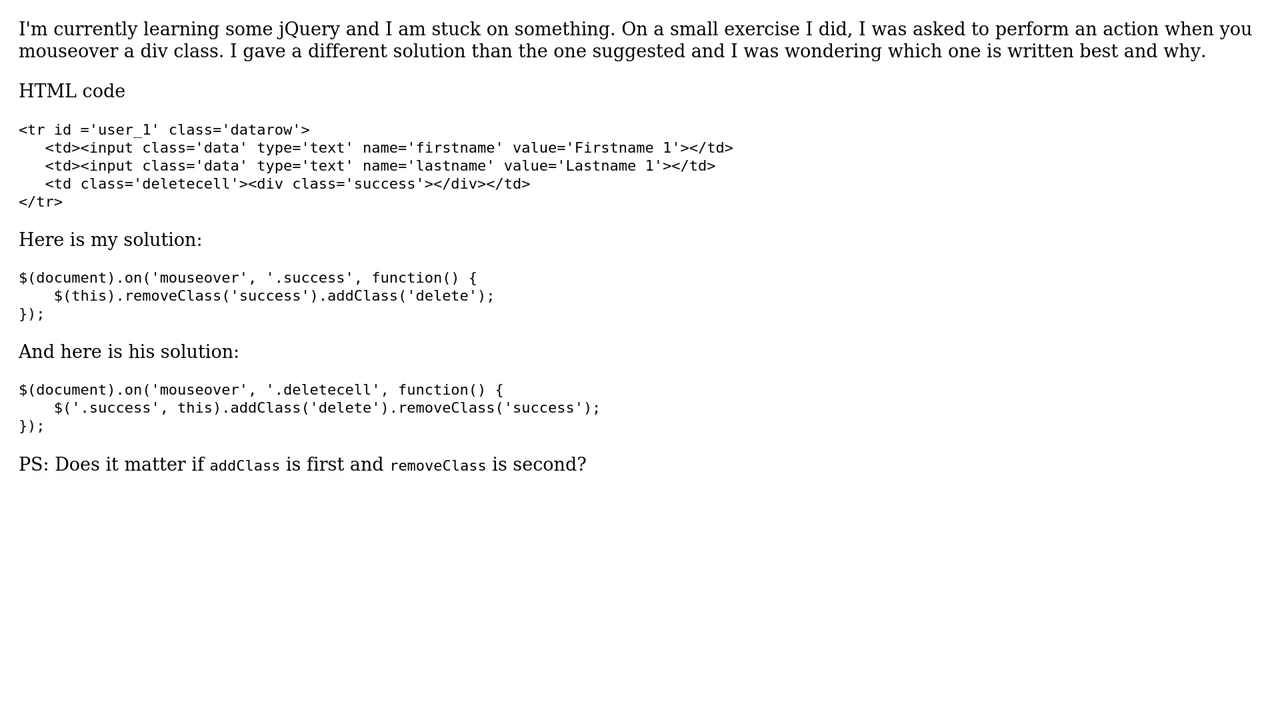 I'm currently learning some jQuery and I am stuck on something. On a small exercise I did, I was asked to perform an action when you
mouseover a div class. I gave a different solution than the one suggested and I was wondering which one is written best and why.
HTML code
<tr id ='user_1' class='datarow'>
   <td><input class='data' type='text' name='firstname' value='Firstname 1'></td>
   <td><input class='data' type='text' name='lastname' value='Lastname 1'></td>
   <td class='deletecell'><div class='success'></div></td>
</tr>
Here is my solution:
$(document).on('mouseover', '.success', function() {
    $(this).removeClass('success').addClass('delete');
});
And here is his solution:
$(document).on('mouseover', '.deletecell', function() {
    $('.success', this).addClass('delete').removeClass('success');
});
PS: Does it matter if addClass is first and removeClass is second?